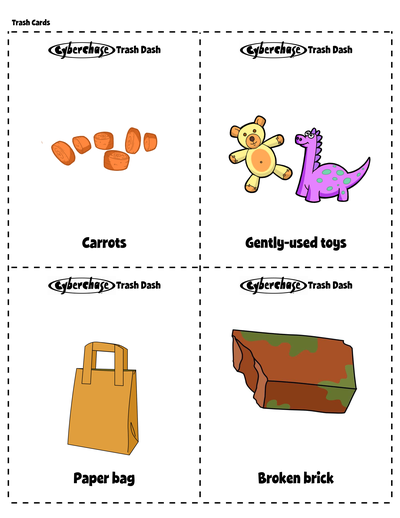 Trash Cards
Cyberchase Trash Dash
Cyberchase Trash Dash
Carrots
Gently-used toys
Cyberchase Trash Dash
Cyberchase Trash Dash
Paper bag
Broken brick